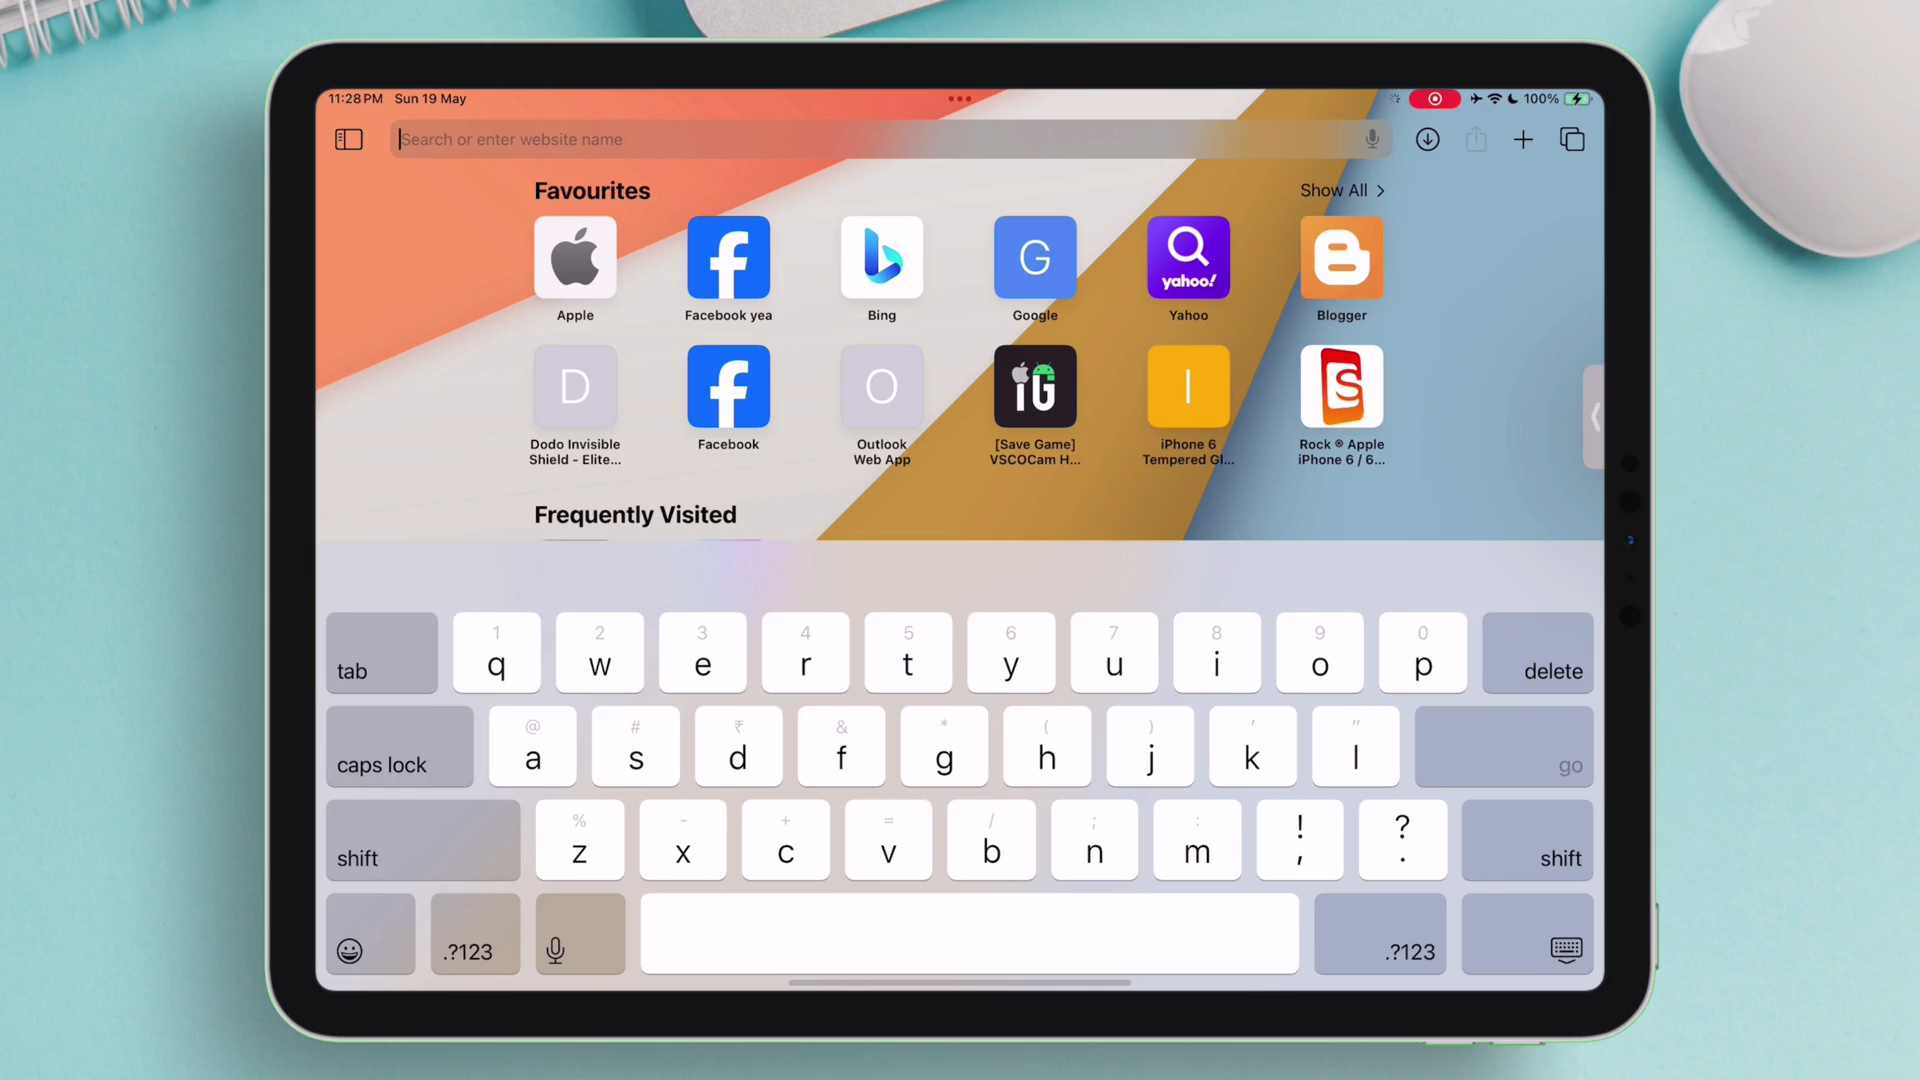 11:28 PM Sun 19 May
100%
Search or enter website name
Favourites
Show All >
G
yahoo!
Apple
Facebook yea
Bing
Google
Yahoo
Blogger
D
O
iG
I
S
Dodo Invisible
Shield - Elite...
Facebook
Outlook
Web App
[Save Game]
VSCOCam H...
iPhone 6
Tempered Gl...
Rock ® Apple
iPhone 6 / 6...
Frequently Visited
1 2 3 4 5 6 7 8 9 0
tab q w e r t y u i o p delete
@ # ₹ & * ( ) ' "
caps lock a s d f g h j k l go
% - + = / ; : ! ?
shift z x c v b n m , . shift
.?123 .?123